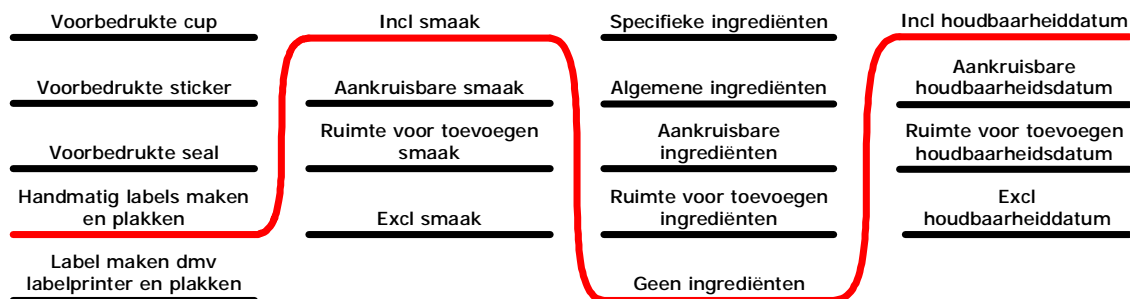 Voorbedrukte cup
Voorbedrukte sticker
Voorbedrukte seal
Handmatig labels maken
en plakken
Label maken dmv
labelprinter en plakken
Incl smaak
Aankruisbare smaak
Ruimte voor toevoegen
smaak
Excl smaak
Specifieke ingrediënten
Algemene ingrediënten
Aankruisbare
ingrediënten
Ruimte voor toevoegen
ingrediënten
Geen ingrediënten
Incl houdbaarheiddatum
Aankruisbare
houdbaarheidsdatum
Ruimte voor toevoegen
houdbaarheidsdatum
Excl
houdbaarheiddatum